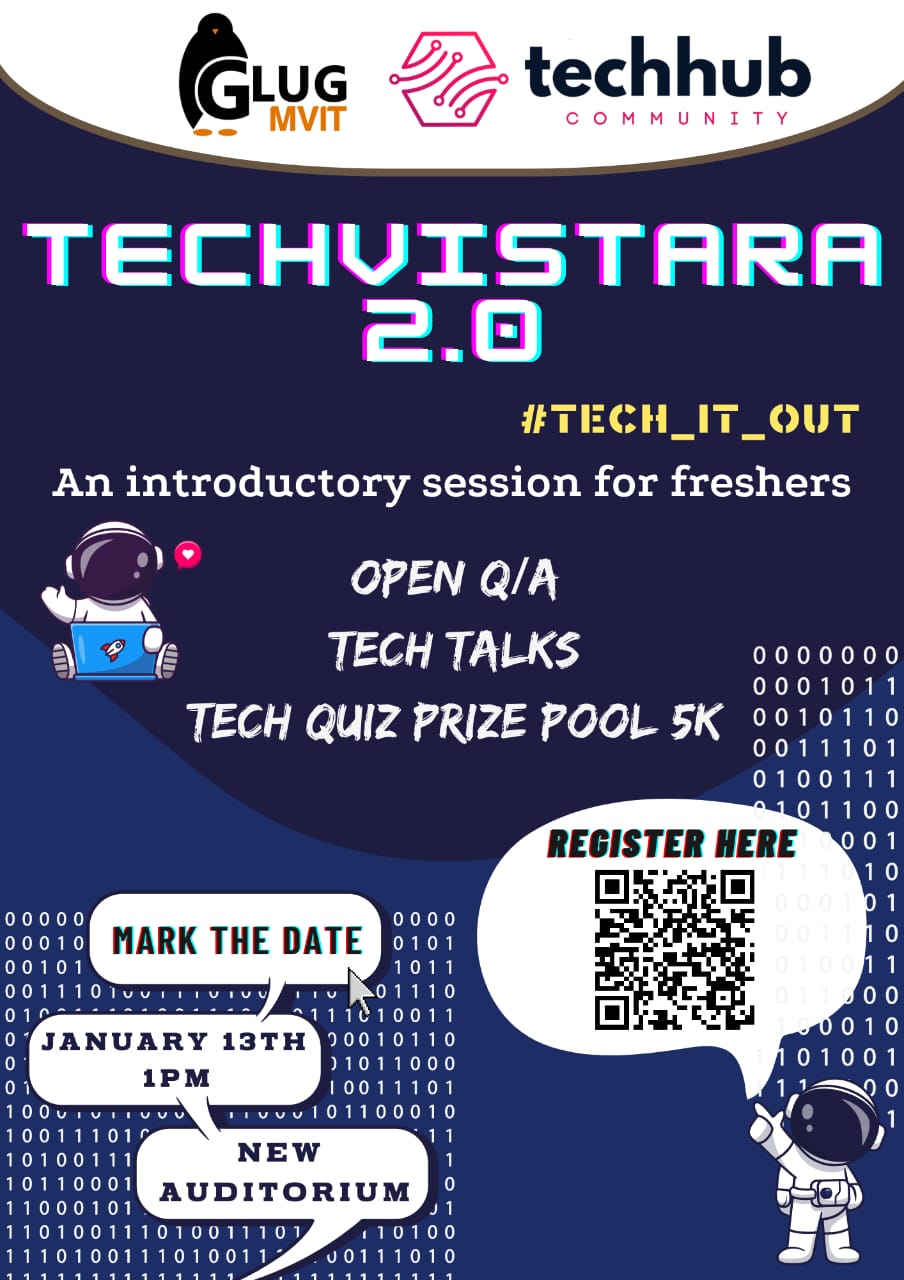 GLUG
MVIT
techhub
COMMUNITY
TECHVISTARA
2.0
#TECH_IT_OUT
An introductory session for freshers
OPEN Q/A
TECH TALKS
TECH QUIZ PRIZE POOL 5K
REGISTER HERE
MARK THE DATE
JANUARY 13TH
1PM
NEW
AUDITORIUM